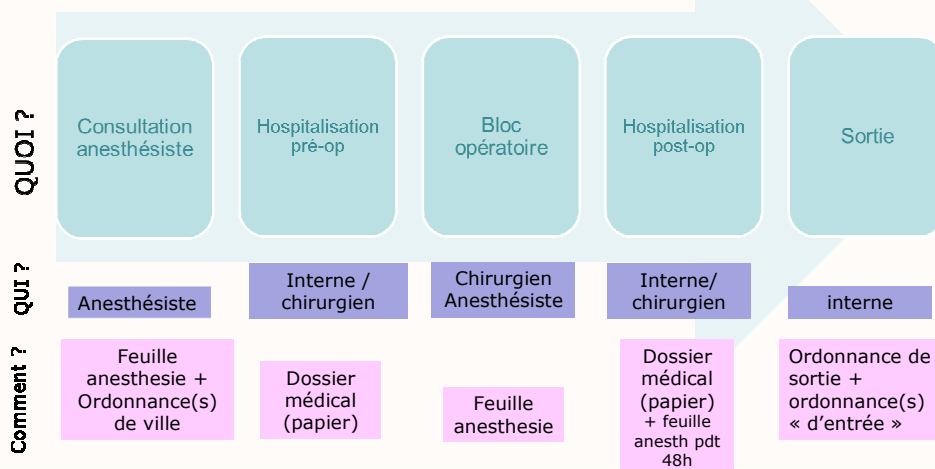 QUOI ?
Consultation
anesthésiste
Hospitalisation
pré-op
Bloc
opératoire
Hospitalisation
post-op
Sortie
QUI ?
Anesthésiste
Interne /
chirurgien
Chirurgien
Anesthésiste
Interne/
chirurgien
interne
Comment ?
Feuille
anesthesie +
Ordonnance(s)
de ville
Dossier
médical
(papier)
Feuille
anesthesie
Dossier
médical
(papier)
+ feuille
anesth pdt
48h
Ordonnance de
sortie +
ordonnance(s)
« d'entrée »